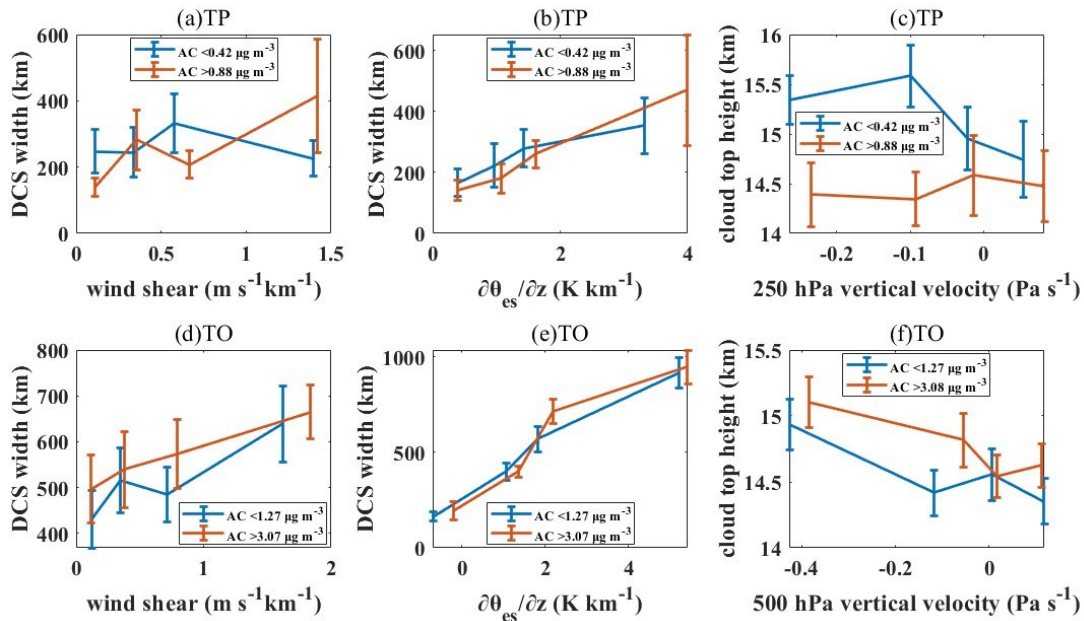 (a)TP
600
400
200
0
DCS width (km)
AC <0.42 μg m⁻³
AC >0.88 μg m⁻³
0
0.5
1
1.5
wind shear (m s⁻¹km⁻¹)
(b)TP
600
400
200
0
DCS width (km)
AC <0.42 μg m⁻³
AC >0.88 μg m⁻³
0
2
4
∂θes/∂z (K km⁻¹)
(c)TP
16
15.5
15
14.5
14
cloud top height (km)
AC <0.42 μg m⁻³
AC >0.88 μg m⁻³
-0.2
-0.1
0
250 hPa vertical velocity (Pa s⁻¹)
(d)TO
800
700
600
500
400
DCS width (km)
AC <1.27 μg m⁻³
AC >3.07 μg m⁻³
0
1
2
wind shear (m s⁻¹km⁻¹)
(e)TO
1000
500
0
DCS width (km)
AC <1.27 μg m⁻³
AC >3.07 μg m⁻³
0
2
4
∂θes/∂z (K km⁻¹)
(f)TO
15.5
15
14.5
14
cloud top height (km)
AC <1.27 μg m⁻³
AC >3.08 μg m⁻³
-0.4
-0.2
0
500 hPa vertical velocity (Pa s⁻¹)